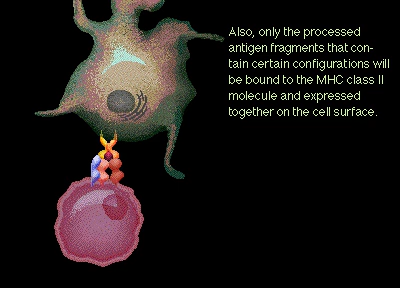 Also, only the processed
antigen fragments that con-
tain certain configurations will
be bound to the MHC class II
molecule and expressed
together on the cell surface.